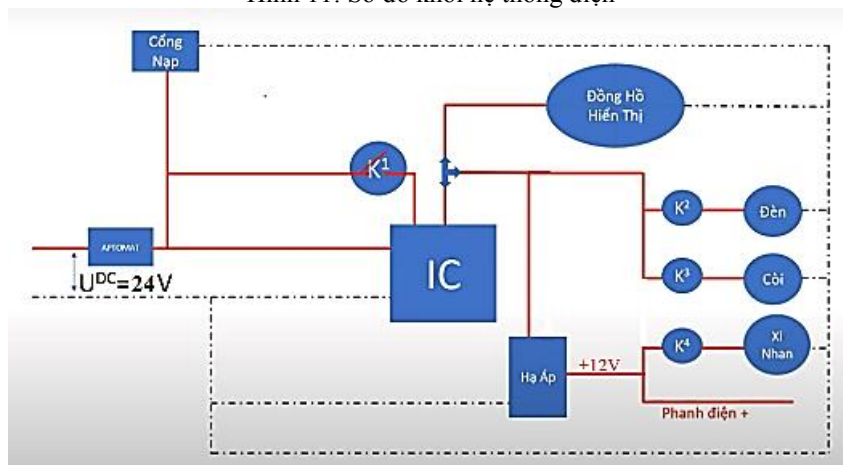 Hình 11: Sơ đồ khối hệ thống điện
Cổng
Nạp
Đồng Hồ
Hiển Thị
K1
K2
Đèn
APTOMAT
IC
UDC=24V
K3
Còi
K4
Xi
Nhan
Hạ Áp
+12V
Phanh điện +